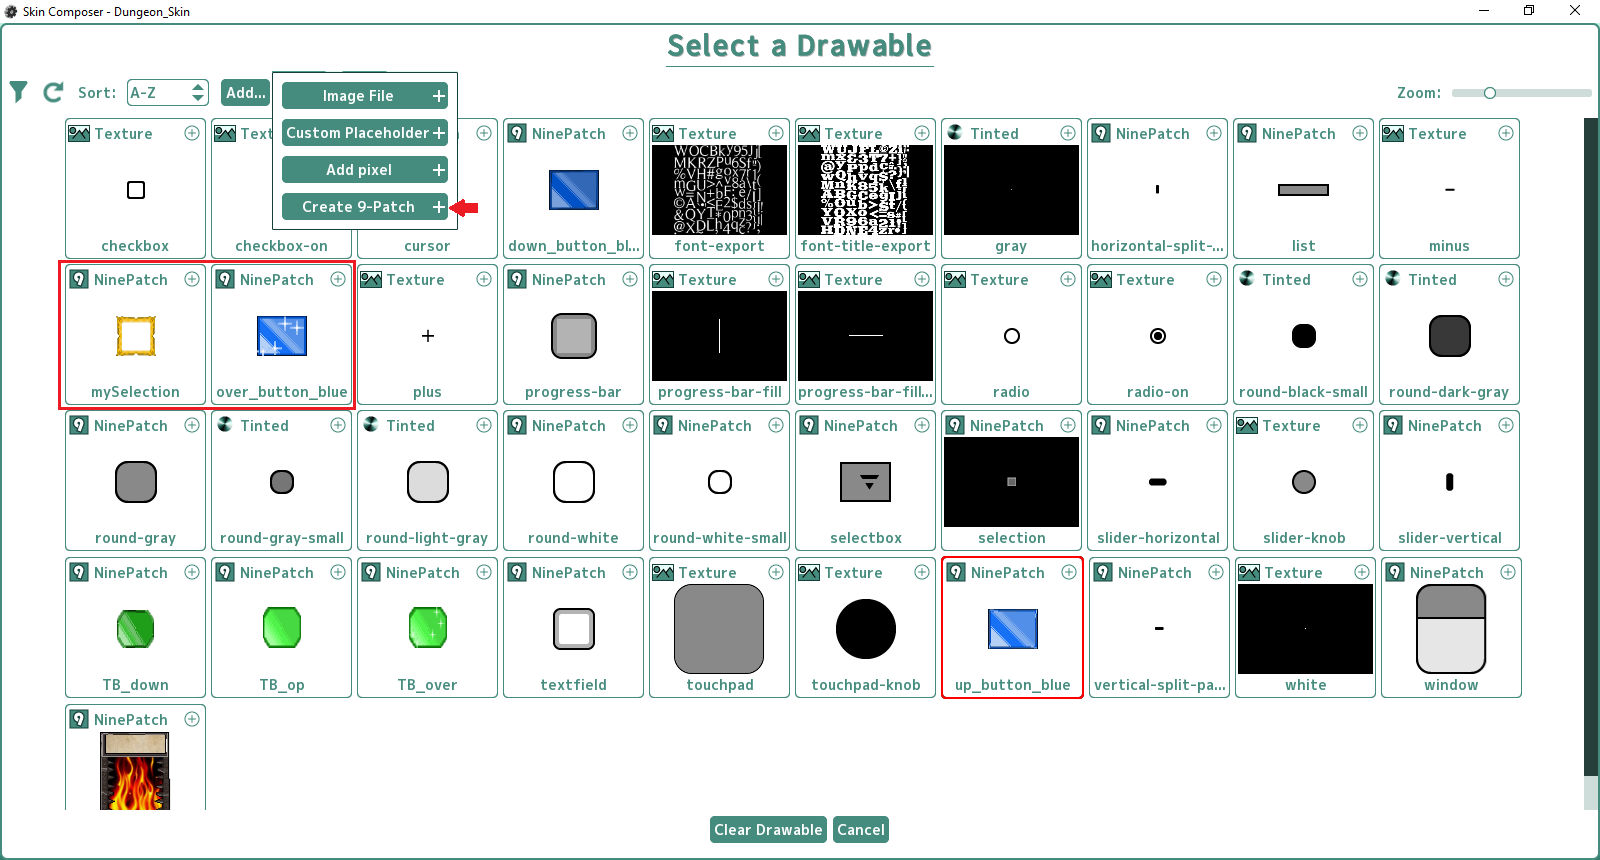 Skin Composer - Dungeon_Skin
Select a Drawable
Sort: A-Z Add... Zoom:
Image File
Custom Placeholder
Add pixel
Create 9-Patch
Texture NinePatch Texture Texture Tinted NinePatch NinePatch Texture
checkbox checkbox-on cursor down_button_bl... font-export font-title-export gray horizontal-split-... list minus
NinePatch NinePatch Texture NinePatch Texture Texture Texture Texture Tinted Tinted
mySelection over_button_blue plus progress-bar progress-bar-fill progress-bar-fill... radio radio-on round-black-small round-dark-gray
NinePatch Tinted Tinted NinePatch NinePatch NinePatch NinePatch NinePatch Texture NinePatch
round-gray round-gray-small round-light-gray round-white round-white-small selectbox selection slider-horizontal slider-knob slider-vertical
NinePatch NinePatch NinePatch NinePatch Texture Texture NinePatch NinePatch Texture NinePatch
TB_down TB_op TB_over textfield touchpad touchpad-knob up_button_blue vertical-split-pa... white window
NinePatch
Clear Drawable Cancel